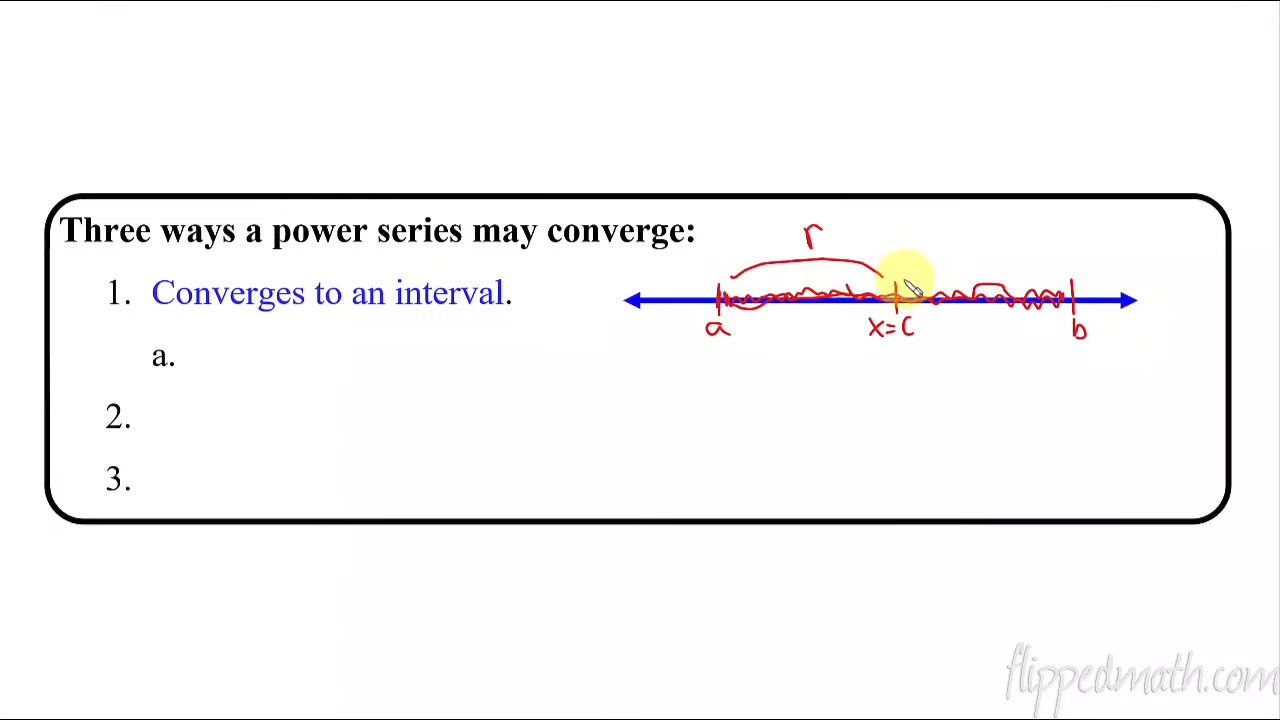 Three ways a power series may converge:
r
1. Converges to an interval.
a
x=c
b
a.
2.
3.
flippedmath.com